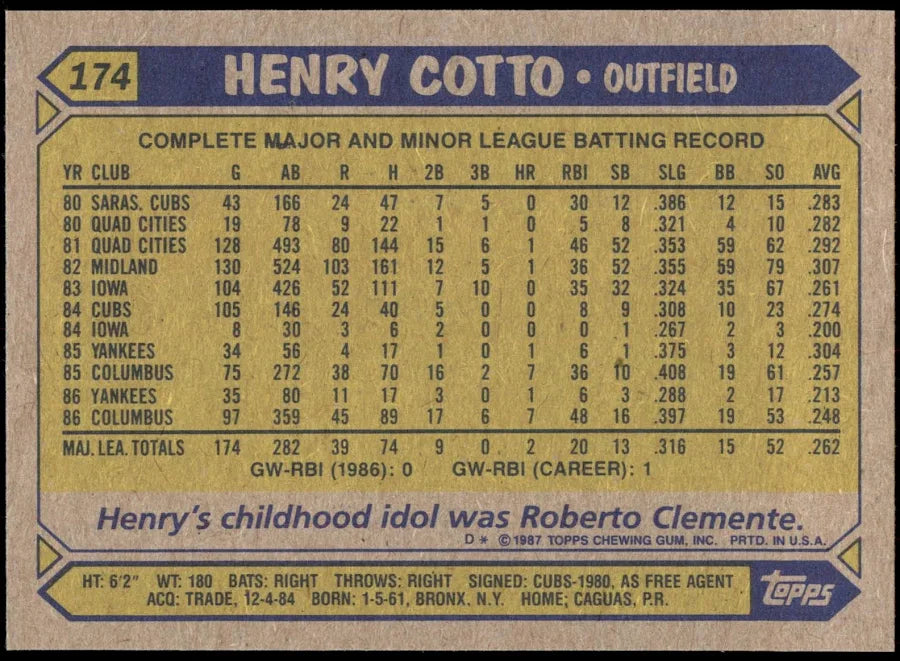 174 HENRY COTTO • OUTFIELD
COMPLETE MAJOR AND MINOR LEAGUE BATTING RECORD
YR CLUB G AB R H 2B 3B HR RBI SB SLG BB SO AVG
80 SARAS. CUBS 43 166 24 47 7 5 0 30 12 .386 12 15 .283
80 QUAD CITIES 19 78 9 22 1 1 0 5 8 .321 4 10 .282
81 QUAD CITIES 128 493 80 144 15 6 1 46 52 .353 59 62 .292
82 MIDLAND 130 524 103 161 12 5 1 36 52 .355 59 79 .307
83 IOWA 104 426 52 111 7 10 0 35 32 .324 35 67 .261
84 CUBS 105 146 24 40 5 0 0 8 9 .308 10 23 .274
84 IOWA 8 30 3 6 2 0 0 0 1 .267 2 3 .200
85 YANKEES 34 56 4 17 1 0 1 6 1 .375 3 12 .304
85 COLUMBUS 75 272 38 70 16 2 7 36 10 .408 19 61 .257
86 YANKEES 35 80 11 17 3 0 1 6 3 .288 2 17 .213
86 COLUMBUS 97 359 45 89 17 6 7 48 16 .397 19 53 .248
MAJ. LEA. TOTALS 174 282 39 74 9 0 2 20 13 .316 15 52 .262
GW-RBI (1986): 0 GW-RBI (CAREER): 1
Henry's childhood idol was Roberto Clemente.
D* ©1987 TOPPS CHEWING GUM, INC. PRTD. IN U.S.A.
HT: 6'2" WT: 180 BATS: RIGHT THROWS: RIGHT SIGNED: CUBS-1980, AS FREE AGENT
ACQ: TRADE, 12-4-84 BORN: 1-5-61, BRONX, N.Y. HOME; CAGUAS, P.R.
TOPPS